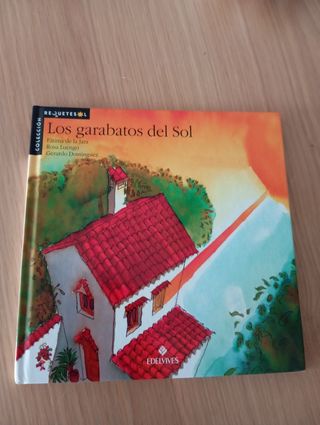 COLECCIÓN
REQUETESOL
Los garabatos del Sol
Fátima de la Jara
Rosa Luengo
Gerardo Domínguez
EDELVIVES